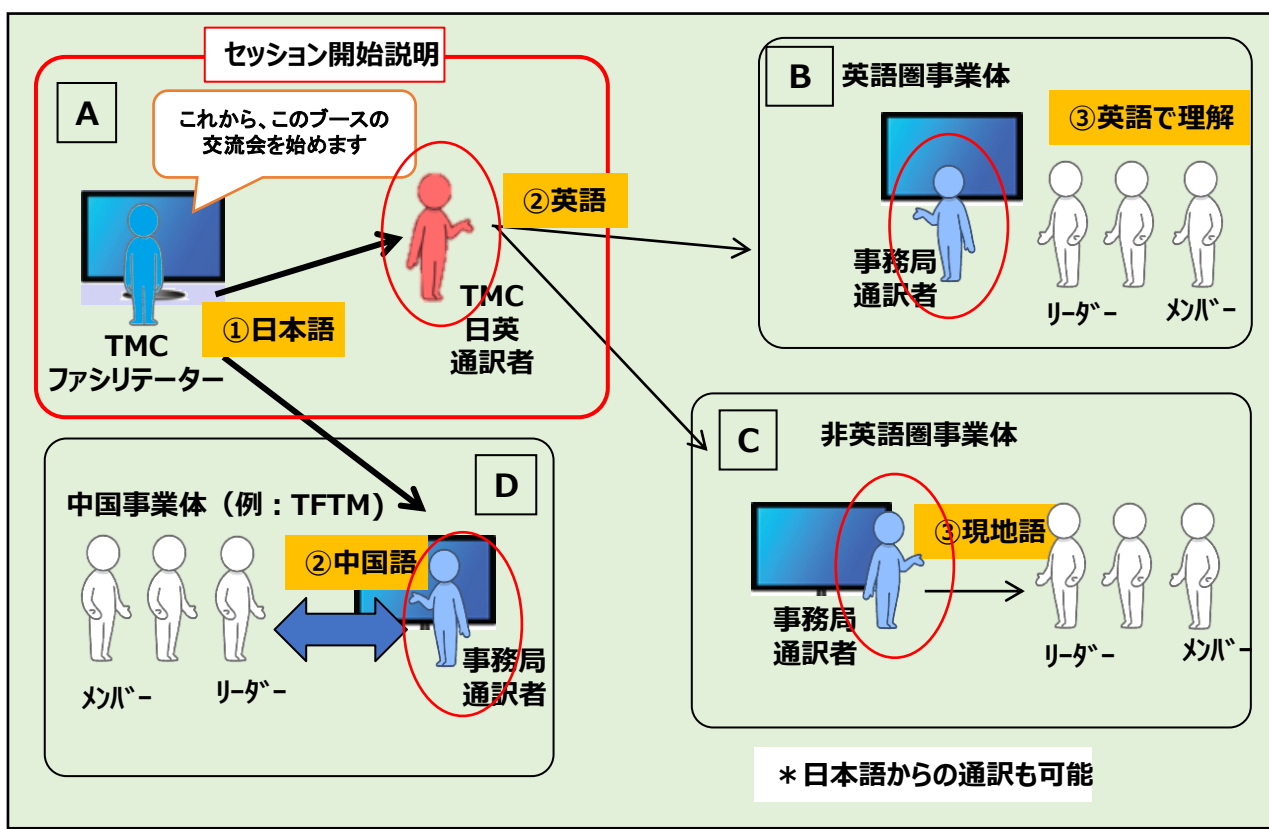 セッション開始説明
A
これから、このブースの
交流会を始めます
TMC
ファシリテーター
①日本語
②英語
TMC
日英
通訳者
B
英語圏事業体
③英語で理解
事務局
通訳者
ﾘｰﾀﾞｰ
ﾒﾝﾊﾞｰ
C
非英語圏事業体
③現地語
事務局
通訳者
ﾘｰﾀﾞｰ
ﾒﾝﾊﾞｰ
D
中国事業体（例：TFTM)
②中国語
事務局
通訳者
ﾒﾝﾊﾞｰ
ﾘｰﾀﾞｰ
＊日本語からの通訳も可能